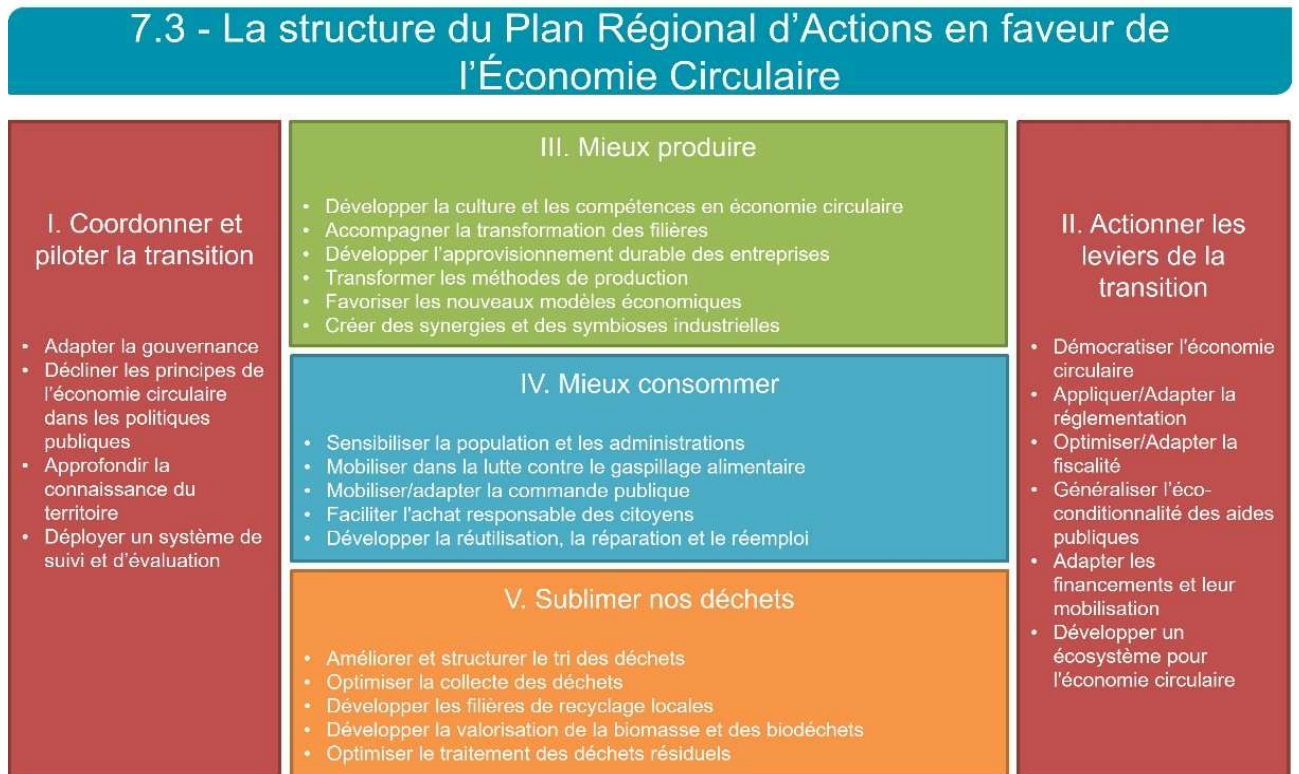 7.3 - La structure du Plan Régional d’Actions en faveur de
l’Économie Circulaire
I. Coordonner et
piloter la transition
• Adapter la gouvernance
• Décliner les principes de
l’économie circulaire
dans les politiques
publiques
• Approfondir la
connaissance du
territoire
• Déployer un système de
suivi et d’évaluation
III. Mieux produire
• Développer la culture et les compétences en économie circulaire
• Accompagner la transformation des filières
• Développer l’approvisionnement durable des entreprises
• Transformer les méthodes de production
• Favoriser les nouveaux modèles économiques
• Créer des synergies et des symbioses industrielles
IV. Mieux consommer
• Sensibiliser la population et les administrations
• Mobiliser dans la lutte contre le gaspillage alimentaire
• Mobiliser/adapter la commande publique
• Faciliter l'achat responsable des citoyens
• Développer la réutilisation, la réparation et le réemploi
V. Sublimer nos déchets
• Améliorer et structurer le tri des déchets
• Optimiser la collecte des déchets
• Développer les filières de recyclage locales
• Développer la valorisation de la biomasse et des biodéchets
• Optimiser le traitement des déchets résiduels
II. Actionner les
leviers de la
transition
• Démocratiser l'économie
circulaire
• Appliquer/Adapter la
réglementation
• Optimiser/Adapter la
fiscalité
• Généraliser l’éco-
conditionnalité des aides
publiques
• Adapter les
financements et leur
mobilisation
• Développer un
écosystème pour
l'économie circulaire